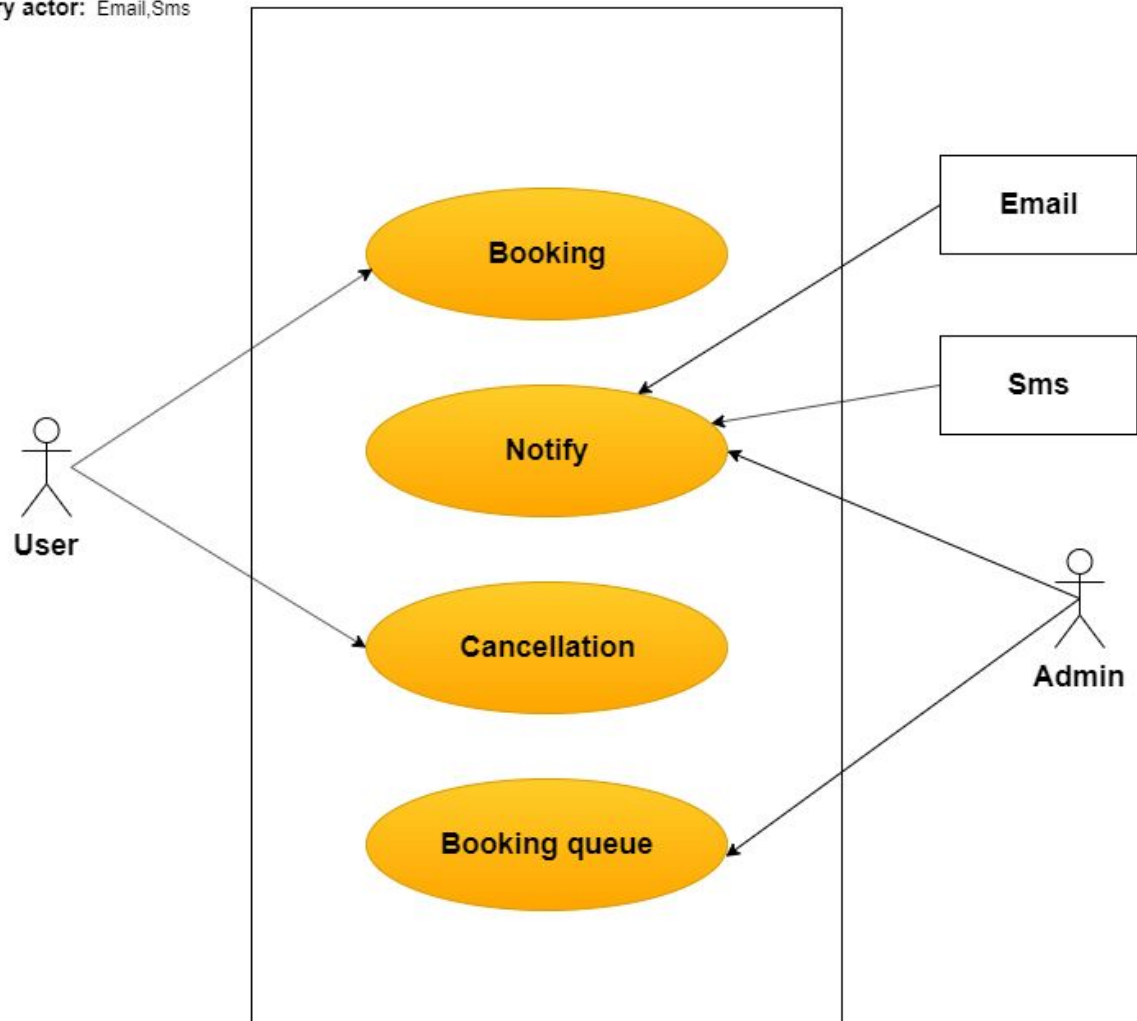 ry actor: Email,Sms
Booking
Email
Notify
Sms
User
Cancellation
Admin
Booking queue